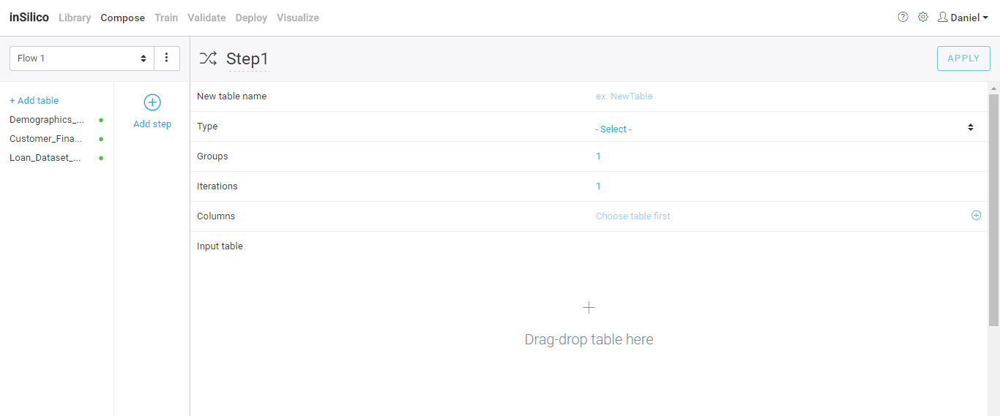 inSilico Library Compose Train Validate Deploy Visualize Daniel
Flow 1
Step1
APPLY
+ Add table
Demographics_...
Customer_Fina...
Loan_Dataset_...
Add step
New table name ex. NewTable
Type - Select -
Groups 1
Iterations 1
Columns Choose table first
Input table
Drag-drop table here